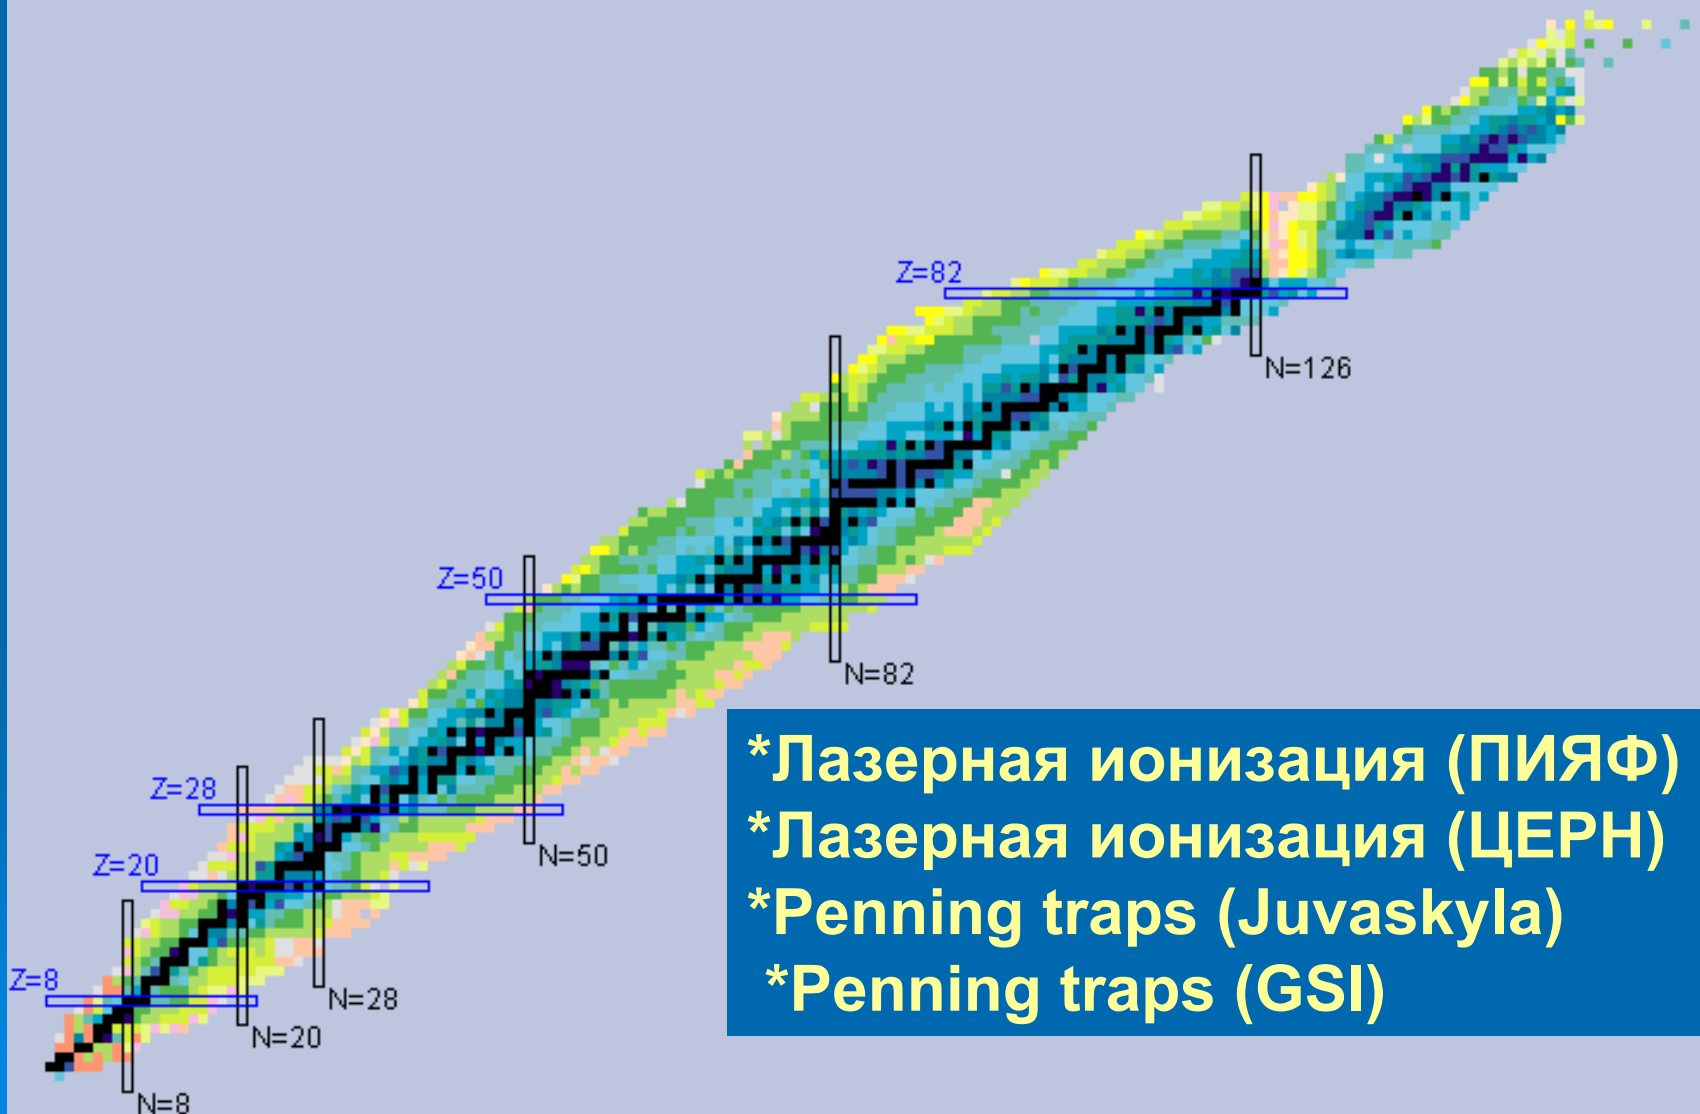 Z=82
N=126
Z=50
N=82
*Лазерная ионизация (ПИЯФ)
*Лазерная ионизация (ЦЕРН)
*Penning traps (Juvaskyla)
*Penning traps (GSI)
Z=28
N=50
Z=20
N=28
Z=8
N=20
N=8